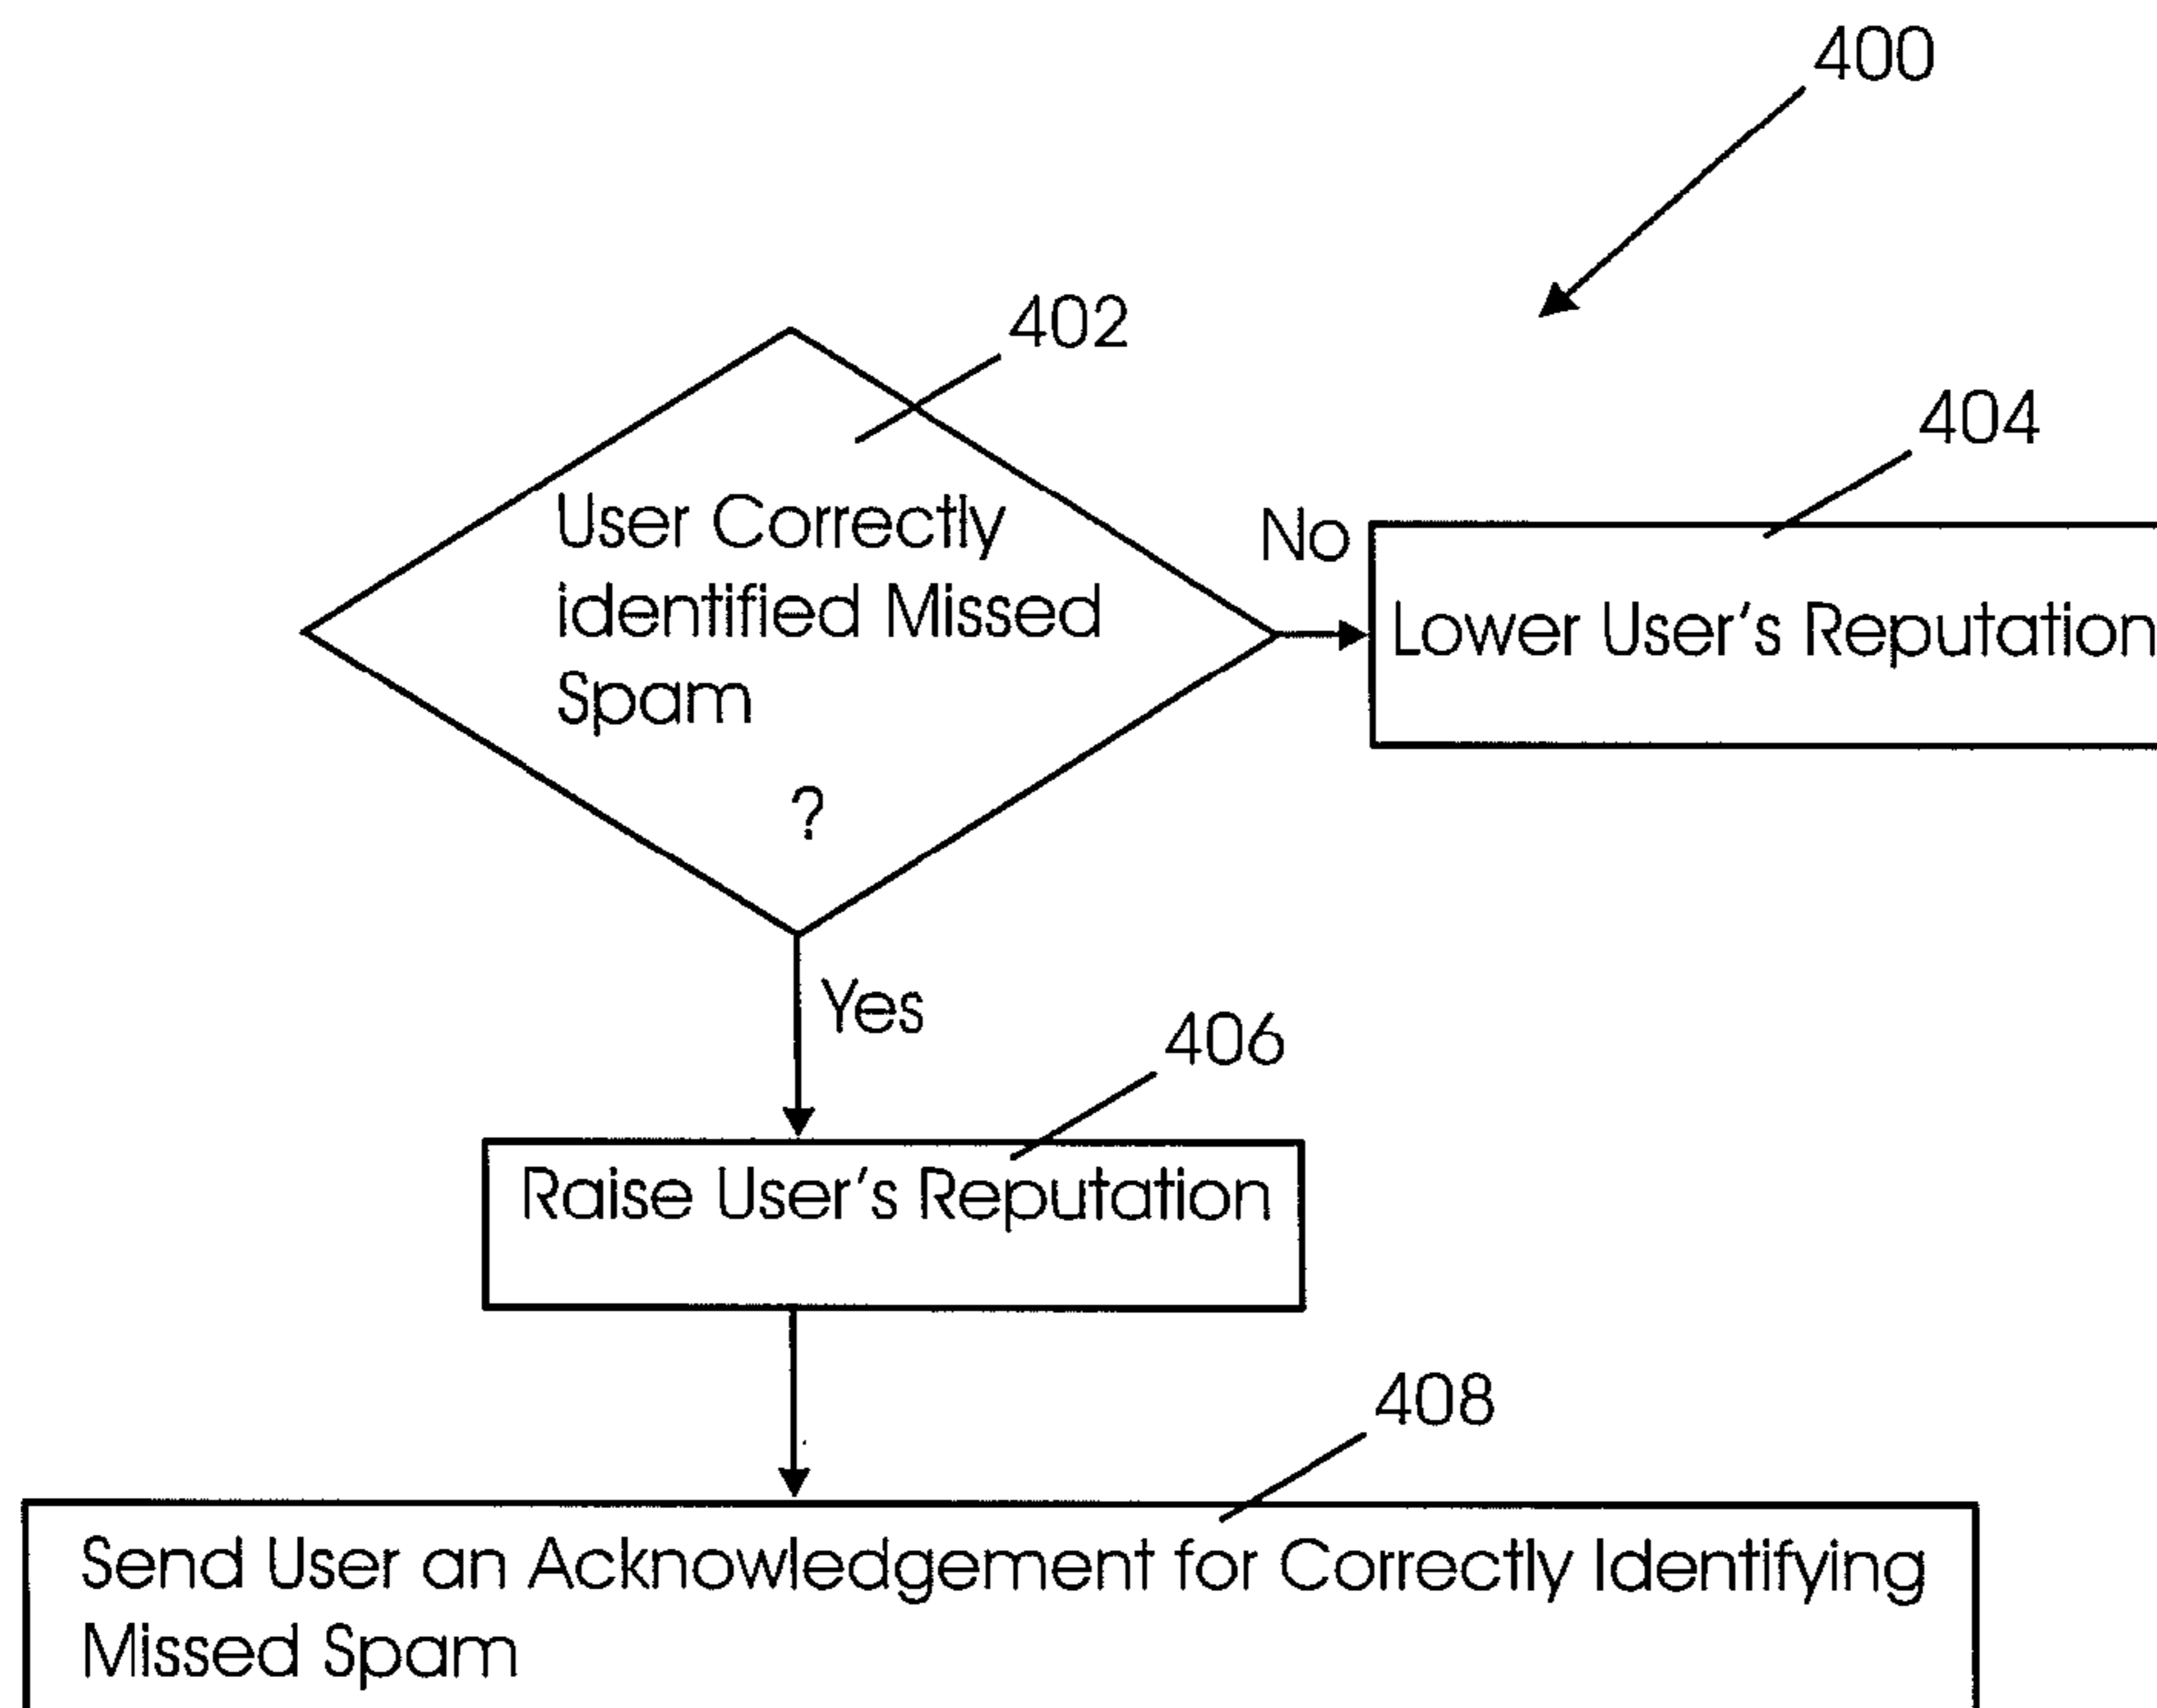 400
402
404
User Correctly
identified Missed
Spam
?
No
Lower User's Reputation
Yes
406
Raise User's Reputation
408
Send User an Acknowledgement for Correctly Identifying
Missed Spam